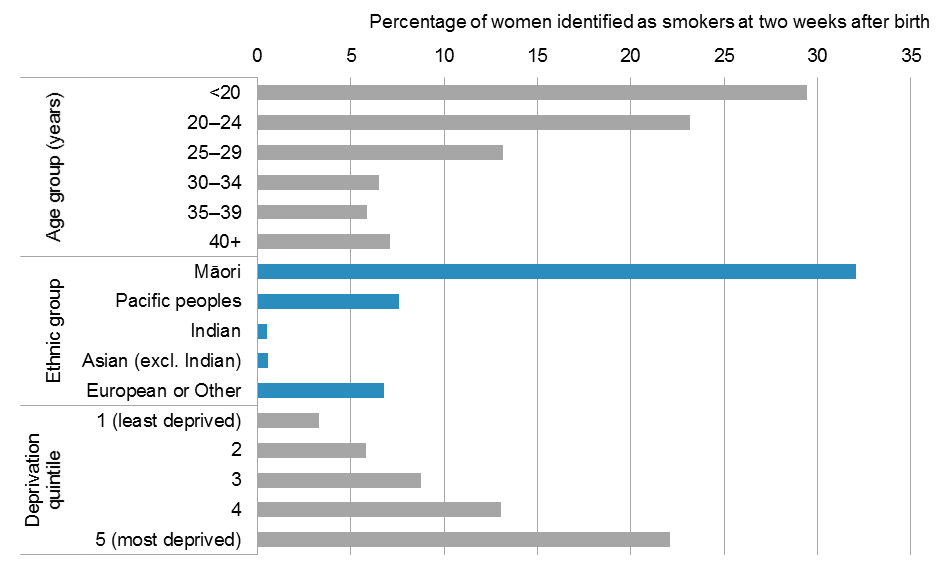 Percentage of women identified as smokers at two weeks after birth
0 5 10 15 20 25 30 35
Age group (years)
<20
20–24
25–29
30–34
35–39
40+
Ethnic group
Māori
Pacific peoples
Indian
Asian (excl. Indian)
European or Other
Deprivation
quintile
1 (least deprived)
2
3
4
5 (most deprived)